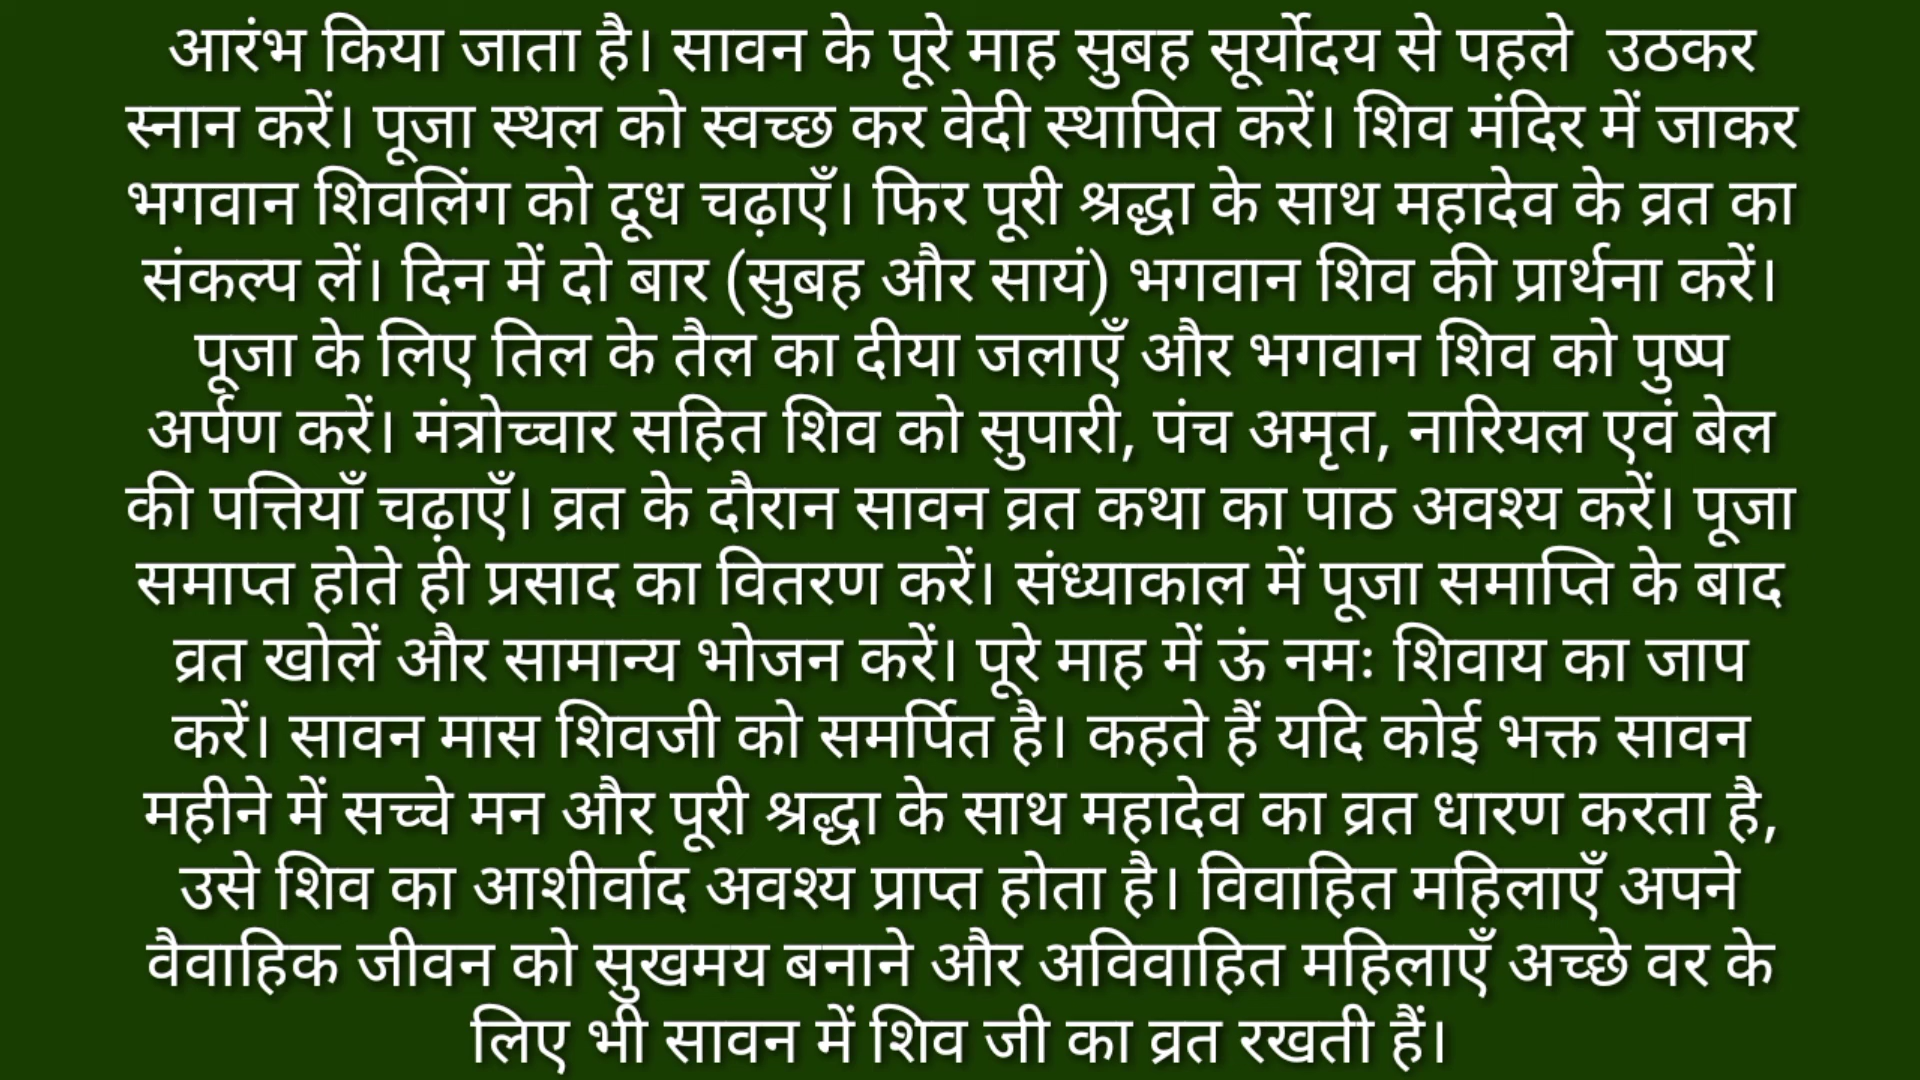 आरंभ किया जाता है। सावन के पूरे माह सुबह सूर्योदय से पहले  उठकर
स्नान करें। पूजा स्थल को स्वच्छ कर वेदी स्थापित करें। शिव मंदिर में जाकर
भगवान शिवलिंग को दूध चढ़ाएँ। फिर पूरी श्रद्धा के साथ महादेव के व्रत का
संकल्प लें। दिन में दो बार (सुबह और सायं) भगवान शिव की प्रार्थना करें।
पूजा के लिए तिल के तैल का दीया जलाएँ और भगवान शिव को पुष्प
अर्पण करें। मंत्रोच्चार सहित शिव को सुपारी, पंच अमृत, नारियल एवं बेल
की पत्तियाँ चढ़ाएँ। व्रत के दौरान सावन व्रत कथा का पाठ अवश्य करें। पूजा
समाप्त होते ही प्रसाद का वितरण करें। संध्याकाल में पूजा समाप्ति के बाद
व्रत खोलें और सामान्य भोजन करें। पूरे माह में ऊं नमः शिवाय का जाप
करें। सावन मास शिवजी को समर्पित है। कहते हैं यदि कोई भक्त सावन
महीने में सच्चे मन और पूरी श्रद्धा के साथ महादेव का व्रत धारण करता है,
उसे शिव का आशीर्वाद अवश्य प्राप्त होता है। विवाहित महिलाएँ अपने
वैवाहिक जीवन को सुखमय बनाने और अविवाहित महिलाएँ अच्छे वर के
लिए भी सावन में शिव जी का व्रत रखती हैं।